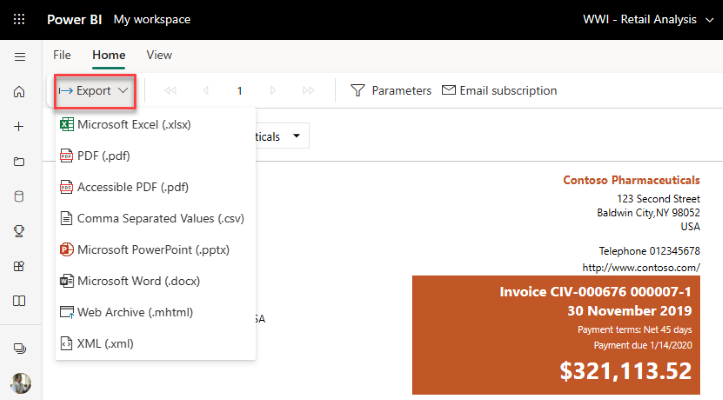 Power BI My workspace WWI - Retail Analysis
File Home View
Export 1 Parameters Email subscription
ticals
Microsoft Excel (.xlsx)
PDF (.pdf)
Accessible PDF (.pdf)
Comma Separated Values (.csv)
Microsoft PowerPoint (.pptx)
Microsoft Word (.docx)
Web Archive (.mhtml)
XML (.xml)
SA
Contoso Pharmaceuticals
123 Second Street
Baldwin City,NY 98052
USA
Telephone 012345678
http://www.contoso.com/
Invoice CIV-000676 000007-1
30 November 2019
Payment terms: Net 45 days
Payment due 1/14/2020
$321,113.52